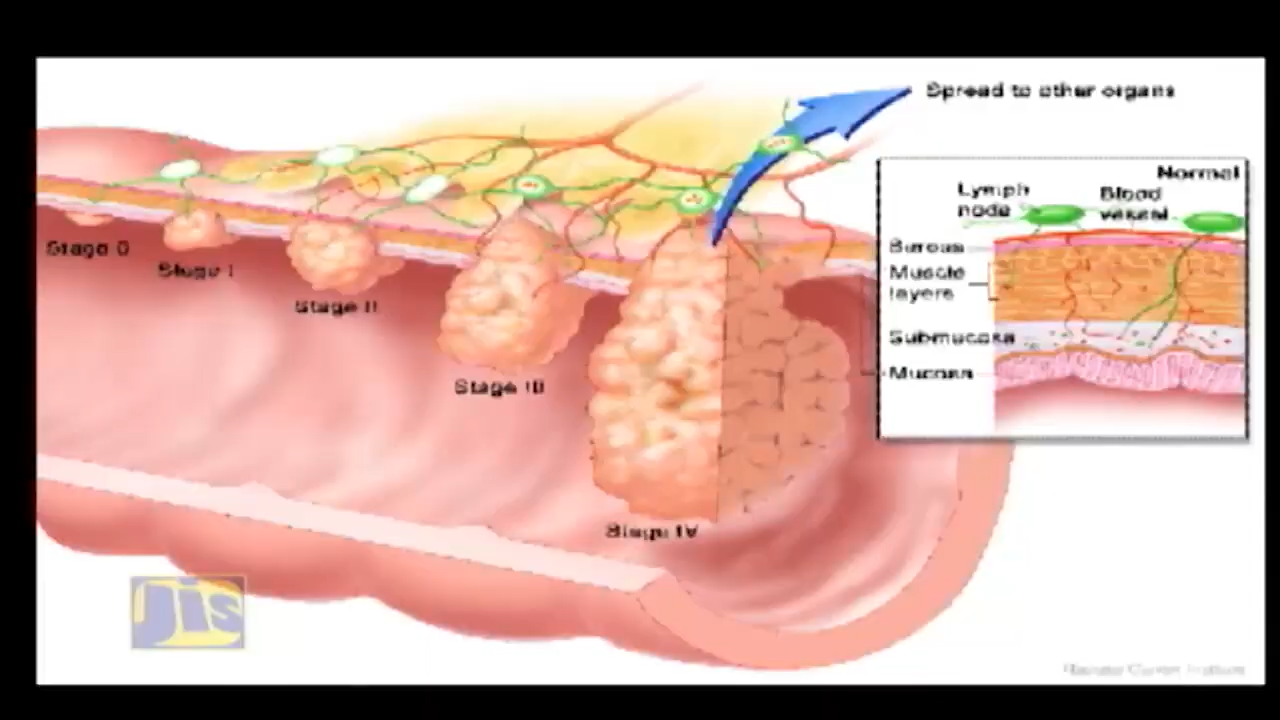 Spread to other organs
Normal
Lymph
node
Blood
vessel
Serosa
Muscle
layers
Submucosa
Mucosa
Stage 0
Stage I
Stage II
Stage III
Stage IV
Jis